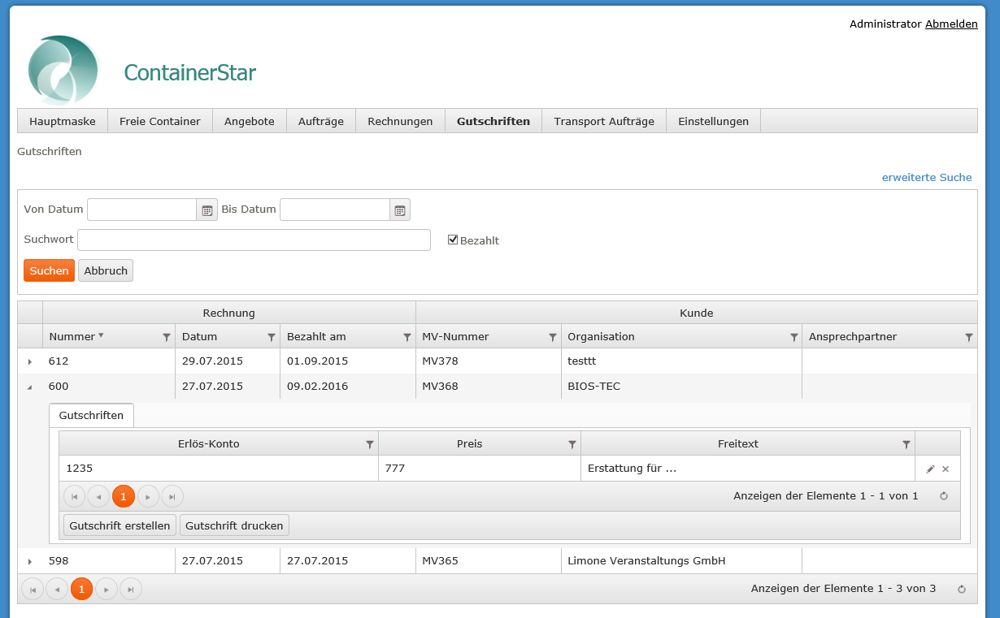 Administrator Abmelden
ContainerStar
Hauptmaske Freie Container Angebote Aufträge Rechnungen Gutschriften Transport Aufträge Einstellungen
Gutschriften
erweiterte Suche
Von Datum Bis Datum
Suchwort Bezahlt
Suchen Abbruch
Rechnung Kunde
Nummer Datum Bezahlt am MV-Nummer Organisation Ansprechpartner
612 29.07.2015 01.09.2015 MV378 testtt
600 27.07.2015 09.02.2016 MV368 BIOS-TEC
Gutschriften
Erlös-Konto Preis Freitext
1235 777 Erstattung für ...
1 Anzeigen der Elemente 1 - 1 von 1
Gutschrift erstellen Gutschrift drucken
598 27.07.2015 27.07.2015 MV365 Limone Veranstaltungs GmbH
1 Anzeigen der Elemente 1 - 3 von 3